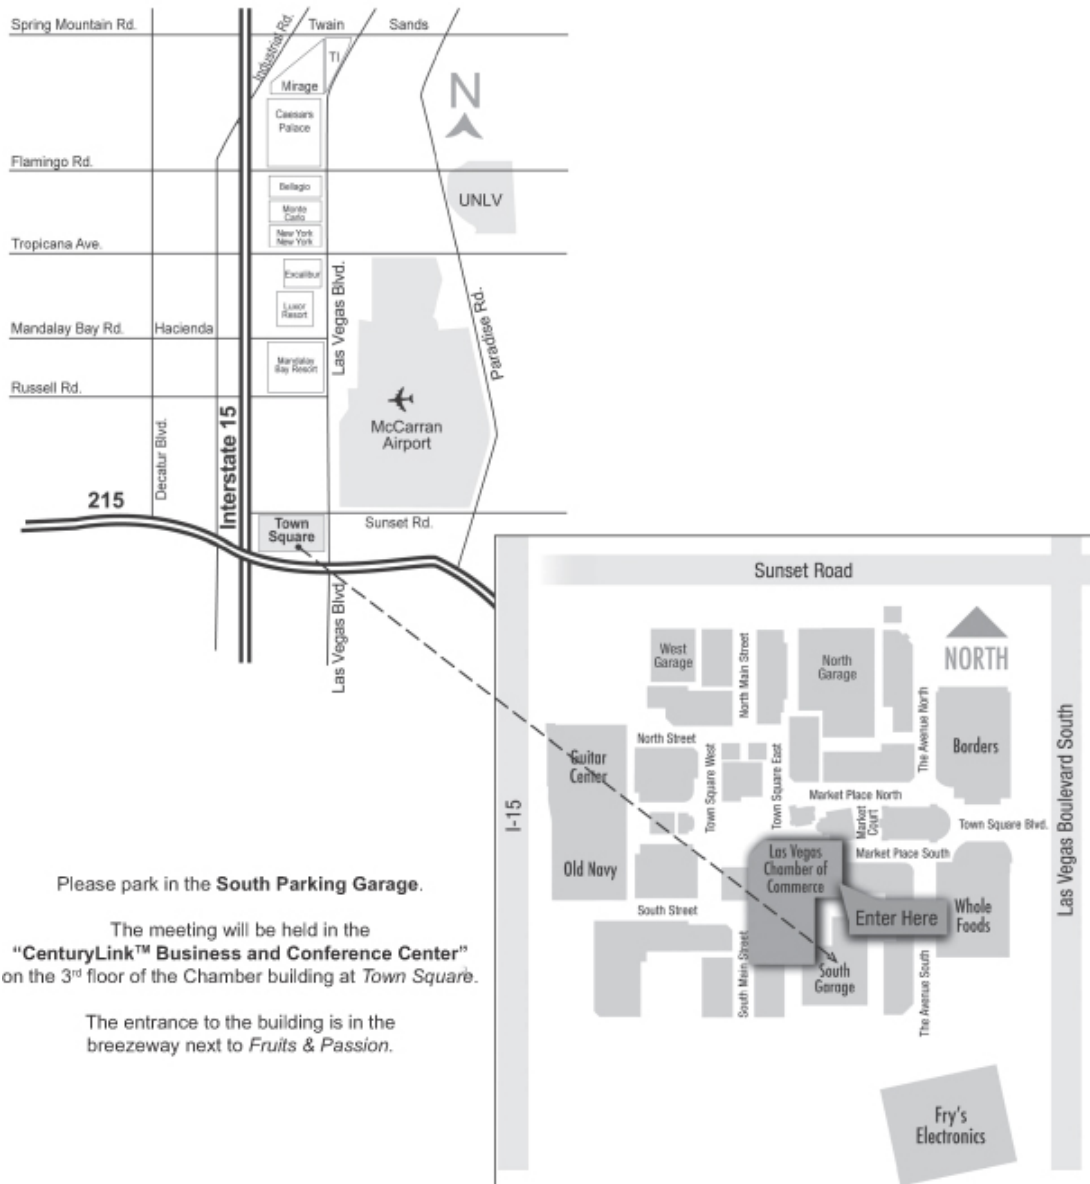 Spring Mountain Rd.
Industrial Rd.
Twain
Sands
TI
Mirage
Caesars
Palace
N
Flamingo Rd.
Bellagio
Monte
Carlo
New York
New York
UNLV
Tropicana Ave.
Excalibur
Luxor
Resort
Las Vegas Blvd.
Paradise Rd.
Mandalay Bay Rd.
Hacienda
Mandalay
Bay Resort
Russell Rd.
McCarran
Airport
Decatur Blvd.
Interstate 15
215
Town
Square
Sunset Rd.
Las Vegas Blvd.
Sunset Road
West
Garage
North Main Street
North
Garage
NORTH
The Avenue North
Borders
Las Vegas Boulevard South
I-15
North Street
Guitar
Center
Town Square West
Town Square East
Market Place North
Market
Court
Town Square Blvd.
Market Place South
Old Navy
Las Vegas
Chamber of
Commerce
Enter Here
Whole
Foods
South Street
South Main Street
South
Garage
The Avenue South
Fry's
Electronics
Please park in the South Parking Garage.
The meeting will be held in the
“CenturyLink™ Business and Conference Center”
on the 3rd floor of the Chamber building at Town Square.
The entrance to the building is in the
breezeway next to Fruits & Passion.